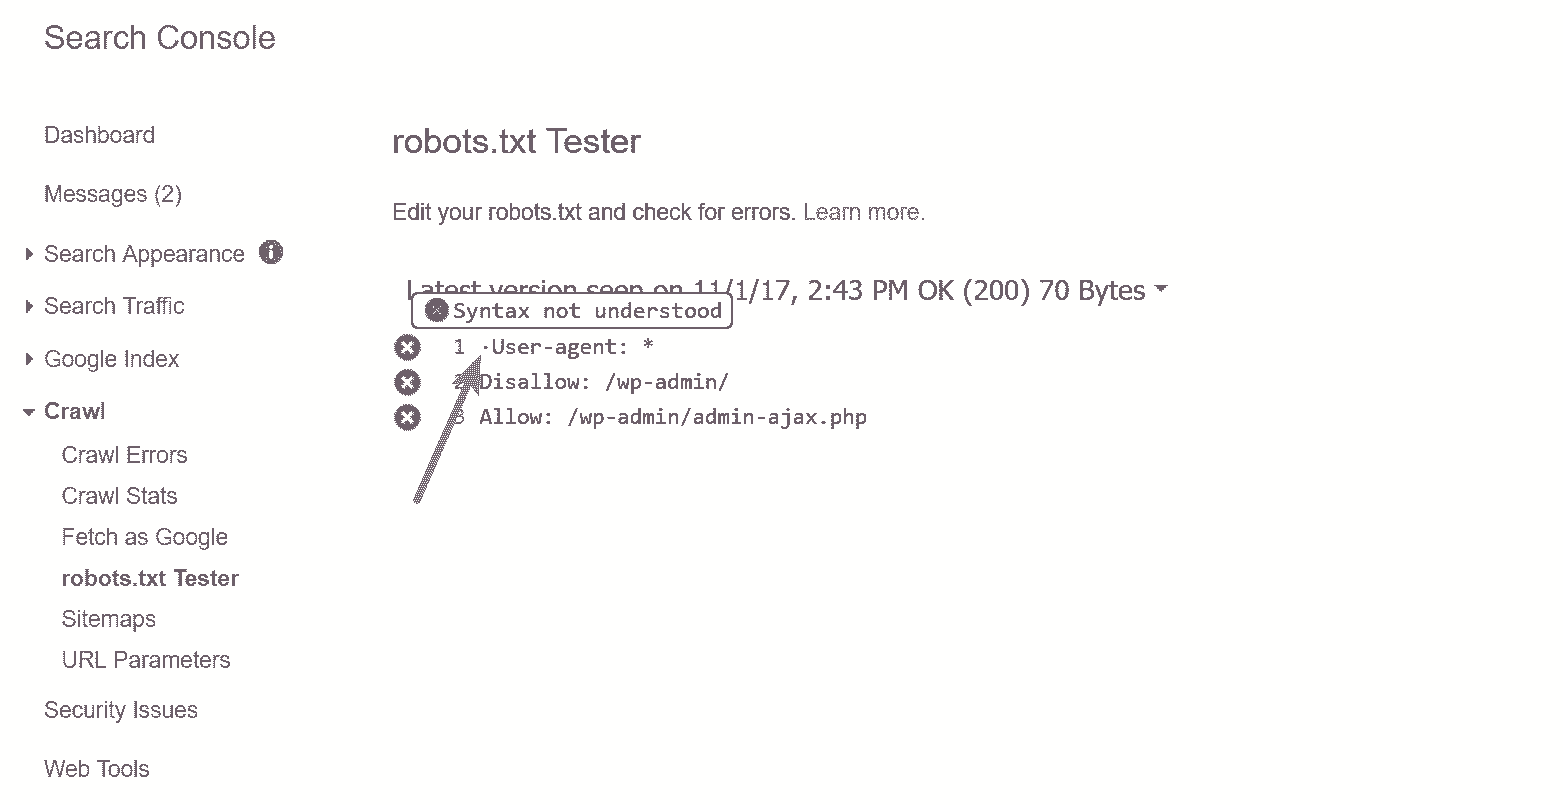 Search Console
Dashboard
Messages (2)
Search Appearance
Search Traffic
Google Index
Crawl
Crawl Errors
Crawl Stats
Fetch as Google
robots.txt Tester
Sitemaps
URL Parameters
Security Issues
Web Tools
robots.txt Tester
Edit your robots.txt and check for errors. Learn more.
Latest version seen on 11/1/17, 2:43 PM OK (200) 70 Bytes
Syntax not understood
1 ·User-agent: *
2 Disallow: /wp-admin/
3 Allow: /wp-admin/admin-ajax.php